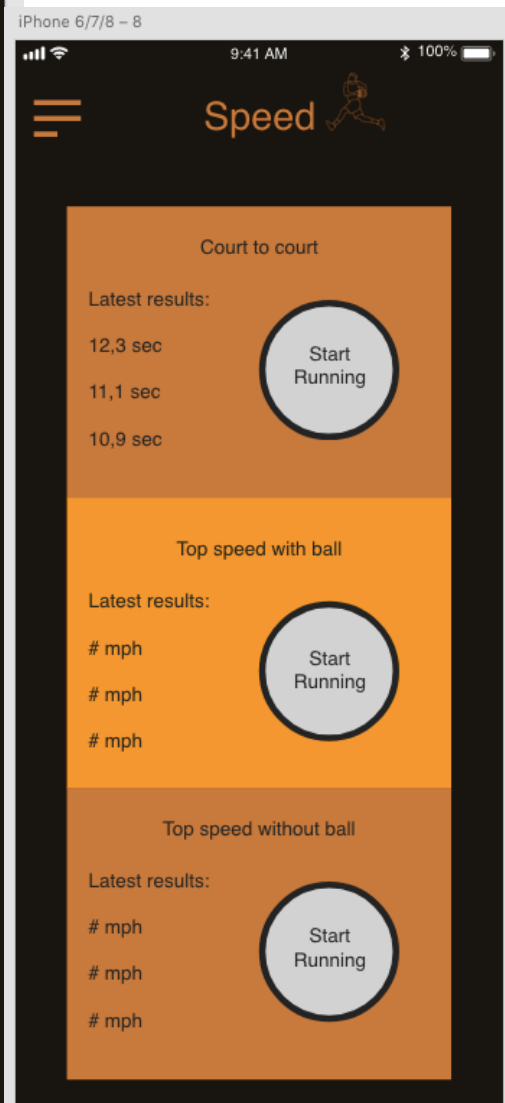 iPhone 6/7/8 – 8
9:41 AM
100%
Speed
Court to court
Latest results:
12,3 sec
11,1 sec
10,9 sec
Start
Running
Top speed with ball
Latest results:
# mph
# mph
# mph
Start
Running
Top speed without ball
Latest results:
# mph
# mph
# mph
Start
Running